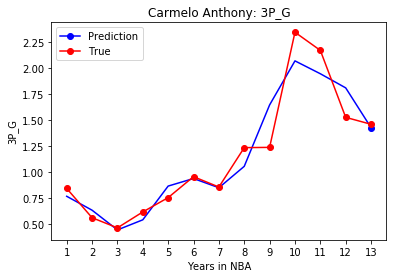 Carmelo Anthony: 3P_G
Prediction
True
2.25
2.00
1.75
1.50
1.25
1.00
0.75
0.50
3P_G
1 2 3 4 5 6 7 8 9 10 11 12 13
Years in NBA